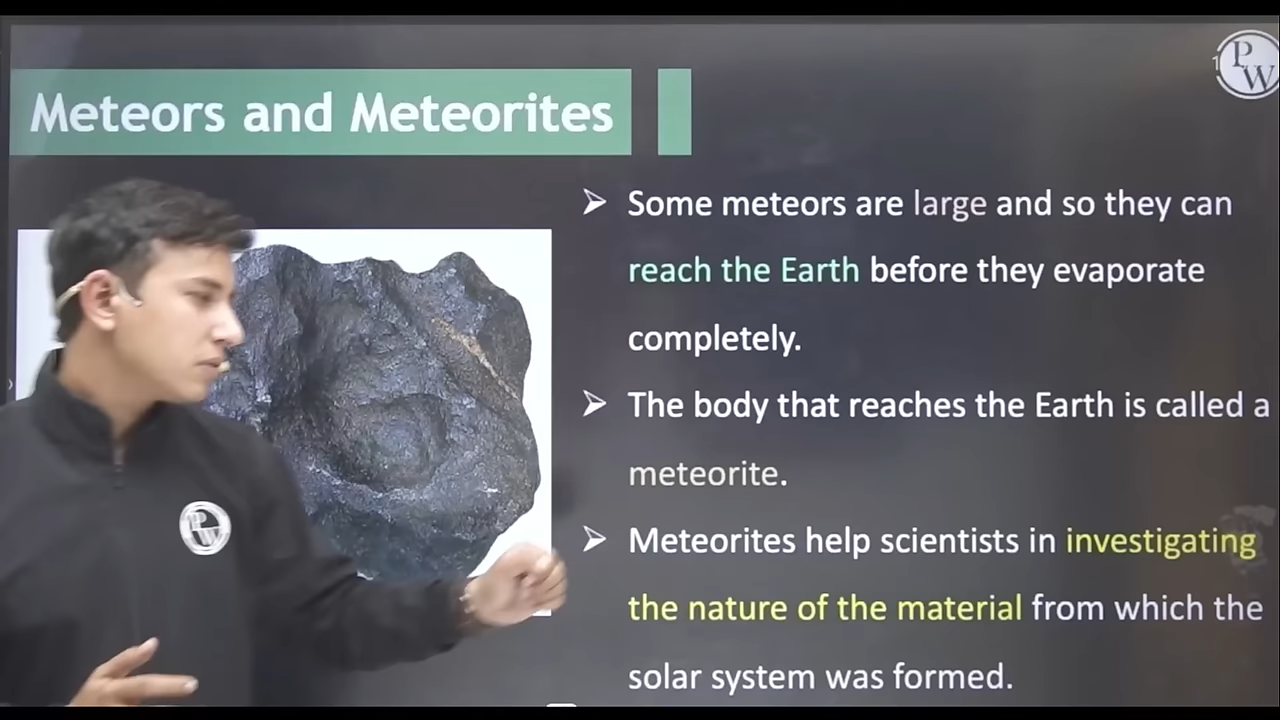 PW
Meteors and Meteorites
➢ Some meteors are large and so they can
reach the Earth before they evaporate
completely.
➢ The body that reaches the Earth is called a
meteorite.
➢ Meteorites help scientists in investigating
the nature of the material from which the
solar system was formed.
PW